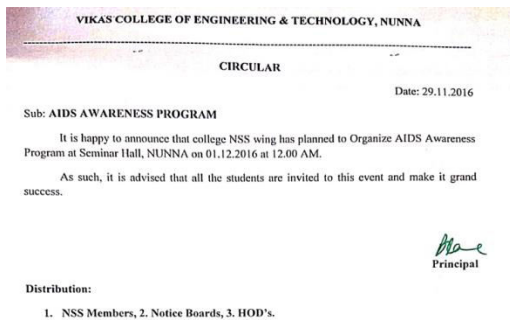 VIKAS COLLEGE OF ENGINEERING & TECHNOLOGY, NUNNA
CIRCULAR
Date: 29.11.2016
Sub: AIDS AWARENESS PROGRAM
It is happy to announce that college NSS wing has planned to Organize AIDS Awareness
Program at Seminar Hall, NUNNA on 01.12.2016 at 12.00 AM.
As such, it is advised that all the students are invited to this event and make it grand
success.
Principal
Distribution:
1. NSS Members, 2. Notice Boards, 3. HOD's.